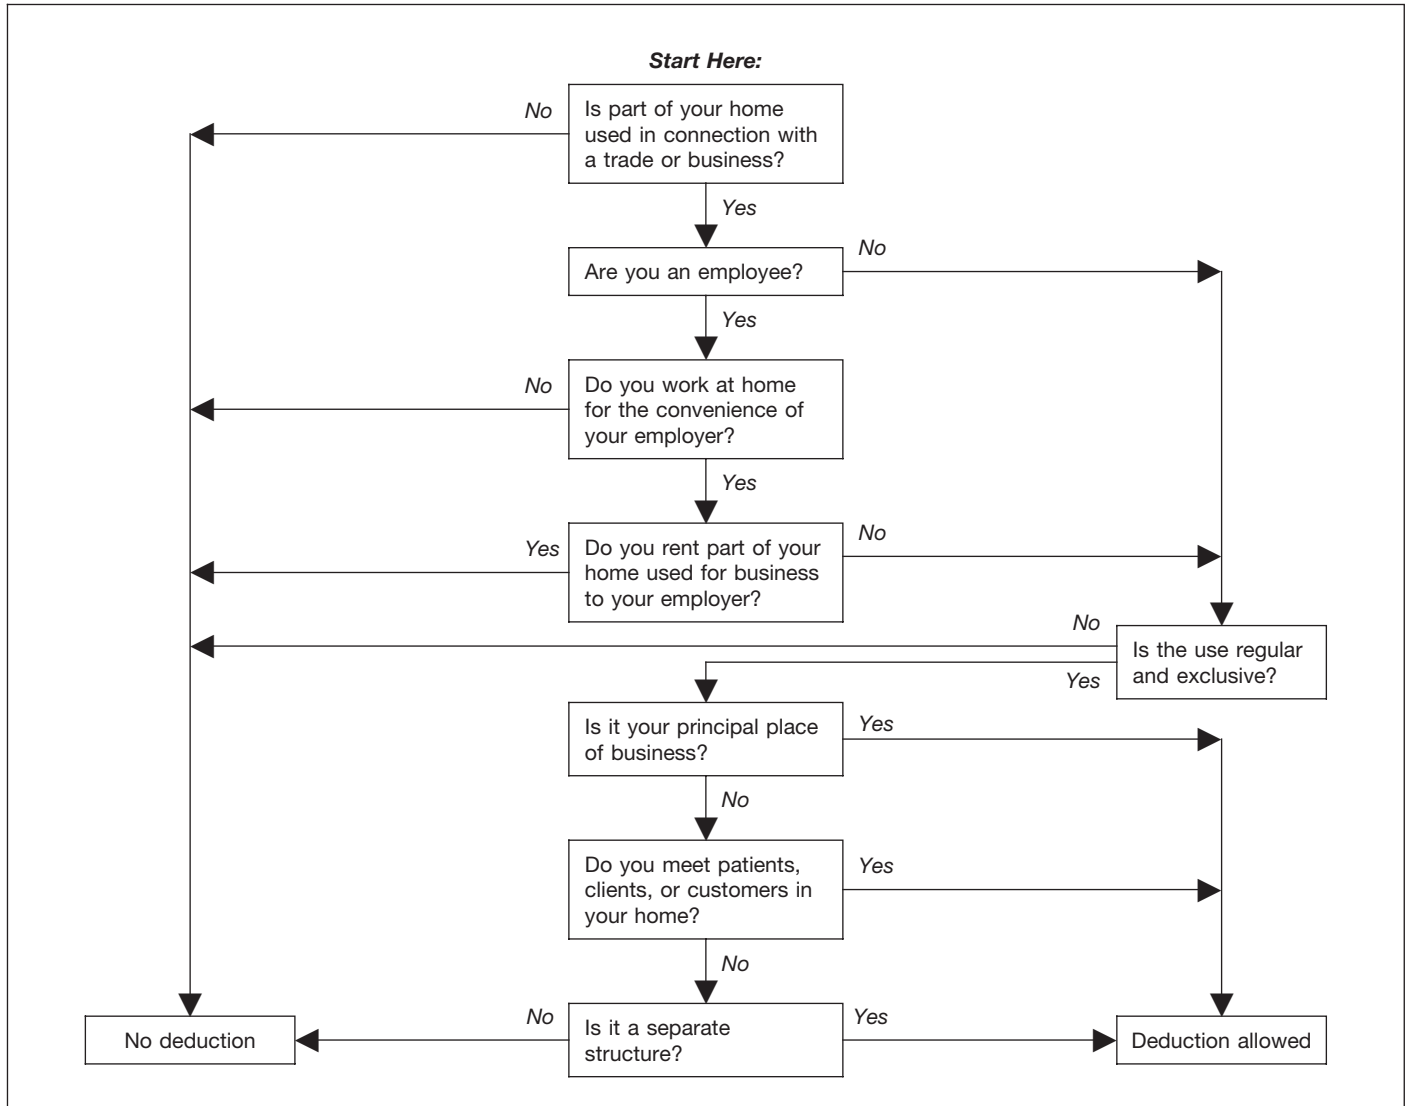 Start Here:
No
Is part of your home
used in connection with
a trade or business?
Yes
Are you an employee?
No
Yes
No
Do you work at home
for the convenience of
your employer?
Yes
Yes
Do you rent part of your
home used for business
to your employer?
No
No
Is the use regular
and exclusive?
Yes
Is it your principal place
of business?
Yes
No
Do you meet patients,
clients, or customers in
your home?
Yes
No
No deduction
No
Is it a separate
structure?
Yes
Deduction allowed